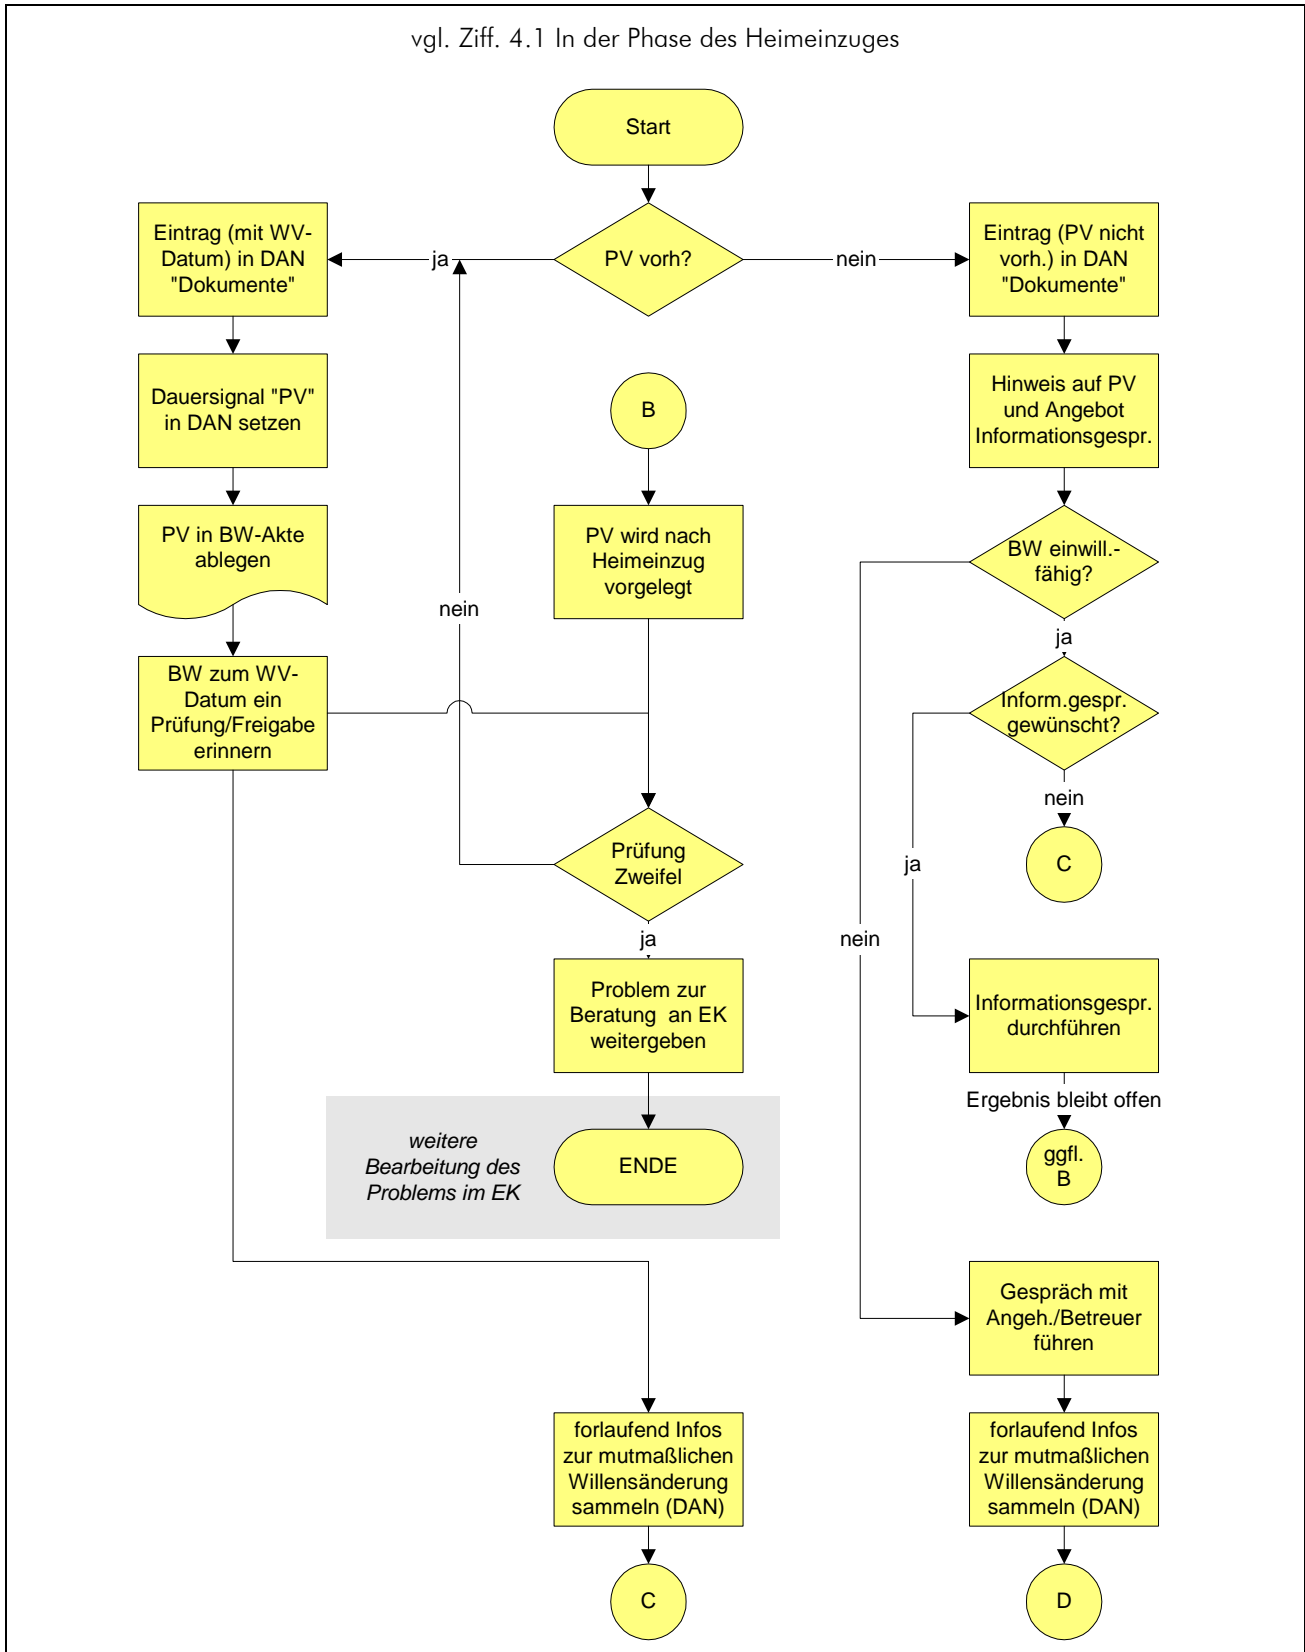 vgl. Ziff. 4.1 In der Phase des Heimeinzuges
Start
PV vorh?
ja
nein
Eintrag (mit WV-
Datum) in DAN
"Dokumente"
Dauersignal "PV"
in DAN setzen
PV in BW-Akte
ablegen
BW zum WV-
Datum ein
Prüfung/Freigabe
erinnern
B
PV wird nach
Heimeinzug
vorgelegt
nein
Prüfung
Zweifel
ja
Problem zur
Beratung an EK
weitergeben
weitere
Bearbeitung des
Problems im EK
ENDE
forlaufend Infos
zur mutmaßlichen
Willensänderung
sammeln (DAN)
C
Eintrag (PV nicht
vorh.) in DAN
"Dokumente"
Hinweis auf PV
und Angebot
Informationsgespr.
BW einwill.-
fähig?
ja
Inform.gespr.
gewünscht?
nein
C
ja
nein
Informationsgespr.
durchführen
Ergebnis bleibt offen
ggfl.
B
Gespräch mit
Angeh./Betreuer
führen
forlaufend Infos
zur mutmaßlichen
Willensänderung
sammeln (DAN)
D